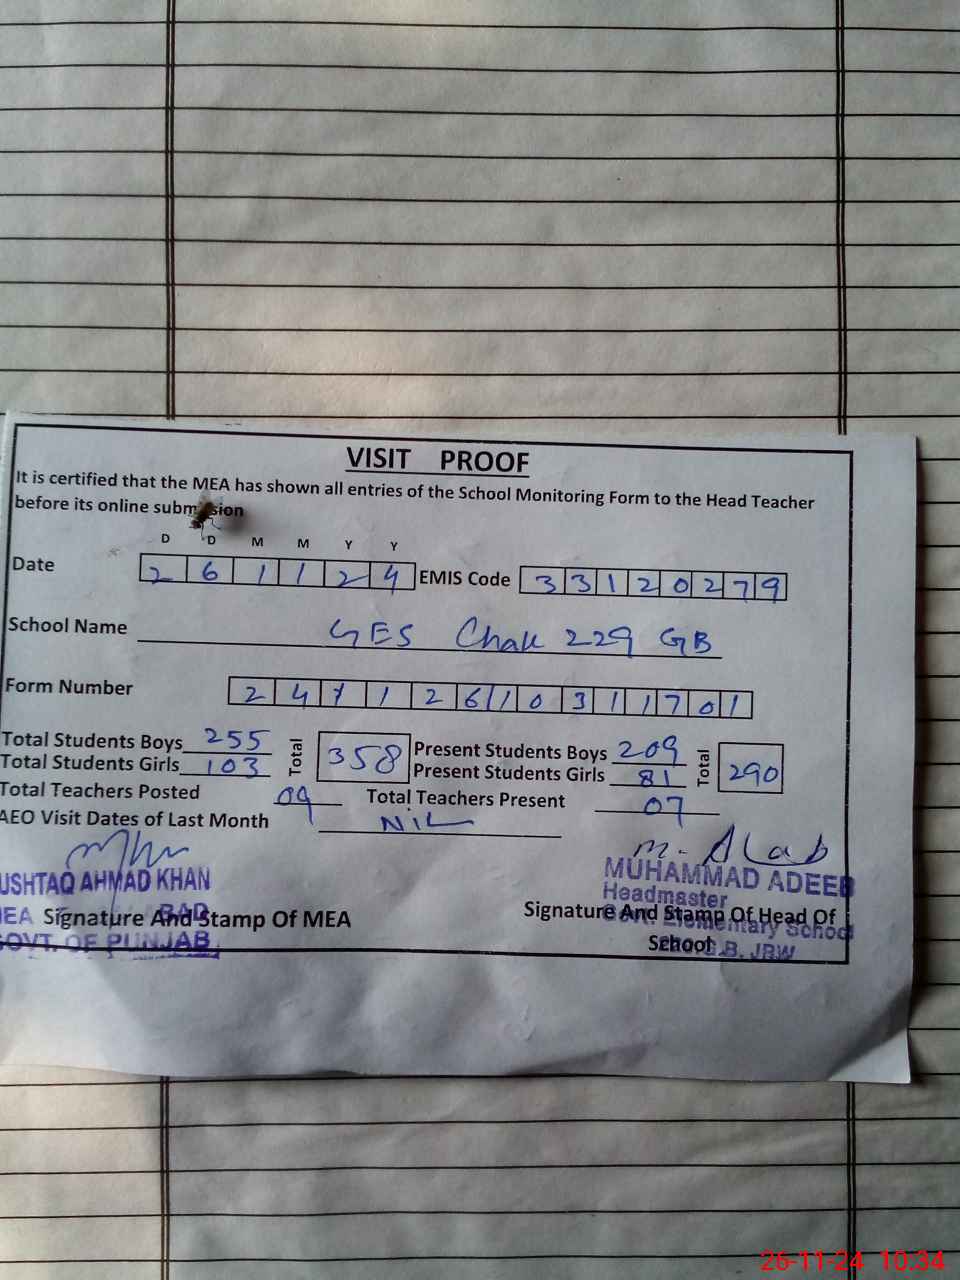 VISIT PROOF
It is certified that the MEA has shown all entries of the School Monitoring Form to the Head Teacher
before its online submission
D D M M Y Y
Date 2 6 1 1 2 4 EMIS Code 3 3 1 2 0 2 7 9
School Name GES Chak 229 GB
Form Number 2 4 1 1 2 6 1 0 3 1 1 7 0 1
Total Students Boys 255 Total 358 Present Students Boys 209 Total 290
Total Students Girls 103 Present Students Girls 81
Total Teachers Posted 09 Total Teachers Present 07
AEO Visit Dates of Last Month NiL
USHTAQ AHMAD KHAN
MUHAMMAD ADEEB
Headmaster
EA Signature And Stamp Of MEA
Signature And Stamp Of Head Of
School
BAD
GOVT. OF PUNJAB
Govt. Elementary School
G.B. JRW
26-11-24 10:34